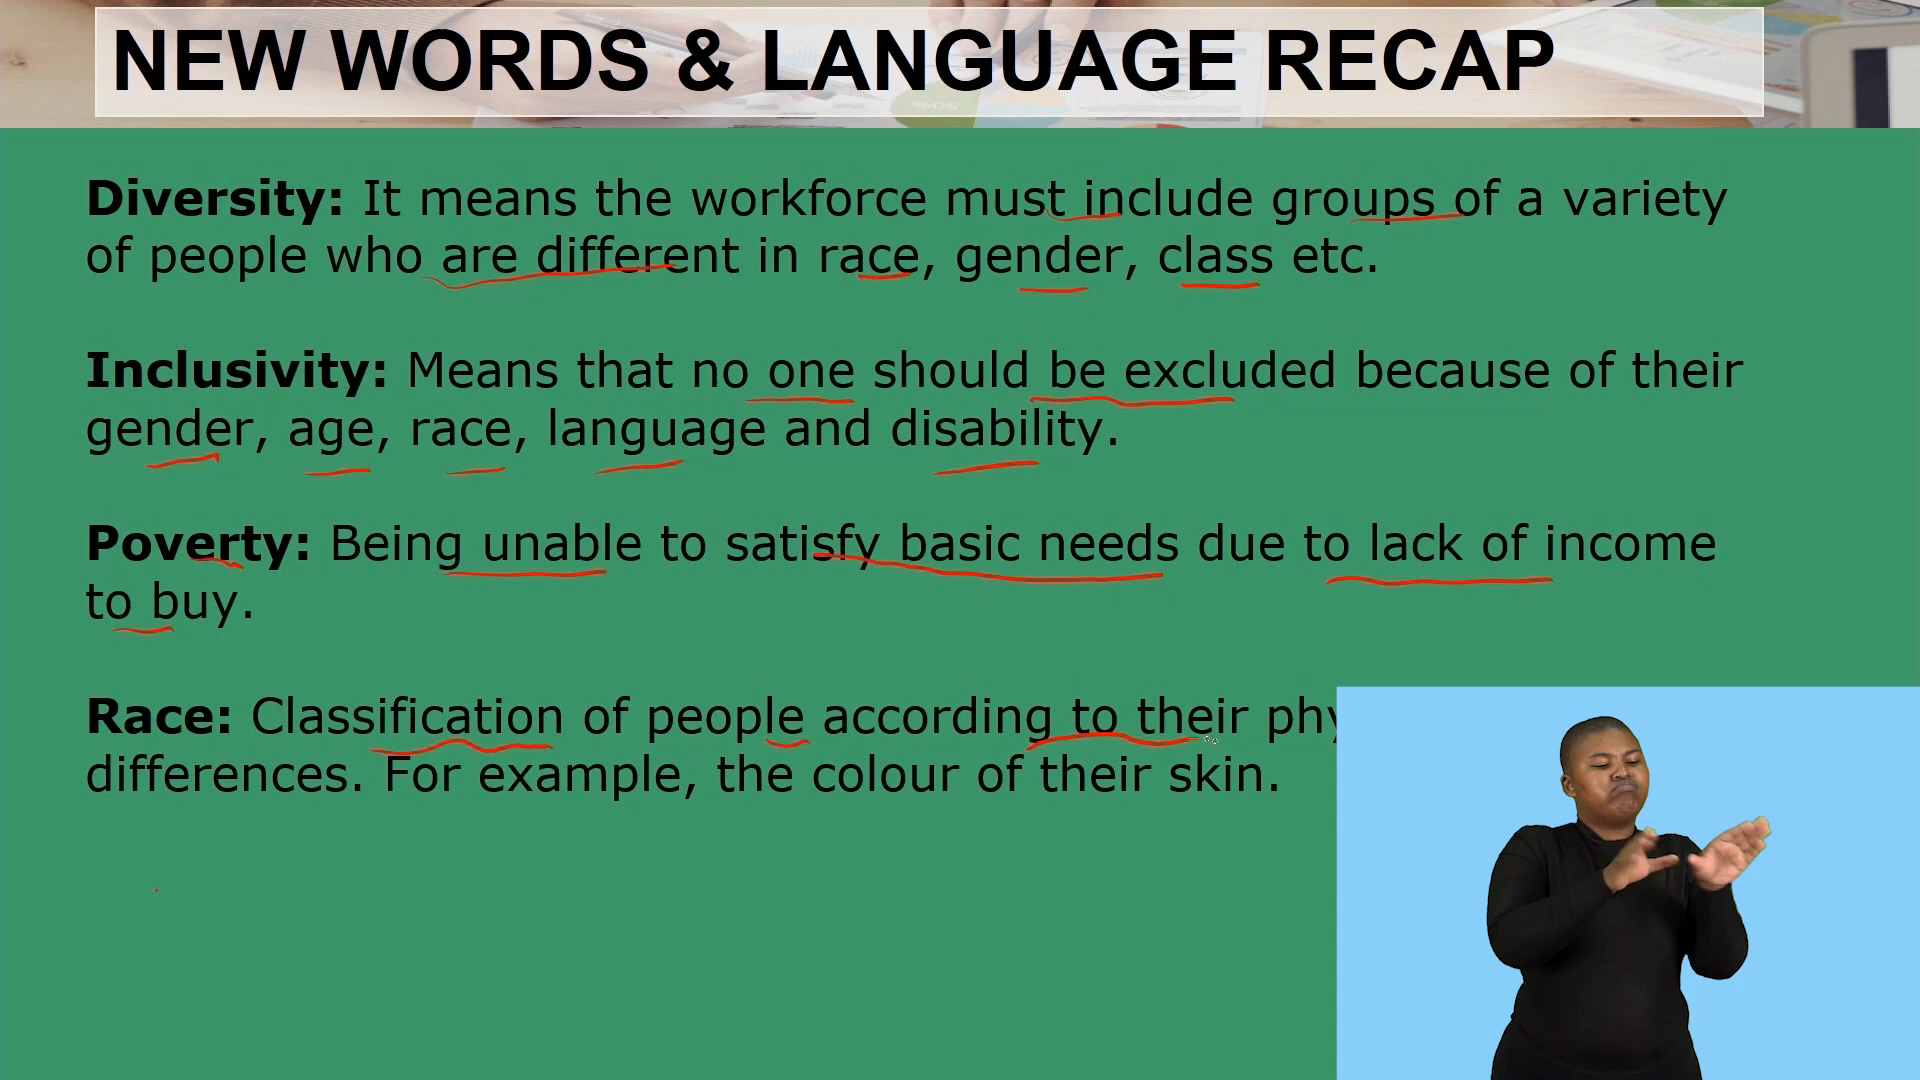 NEW WORDS & LANGUAGE RECAP
Diversity: It means the workforce must include groups of a variety
of people who are different in race, gender, class etc.
Inclusivity: Means that no one should be excluded because of their
gender, age, race, language and disability.
Poverty: Being unable to satisfy basic needs due to lack of income
to buy.
Race: Classification of people according to their
differences. For example, the colour of their skin.